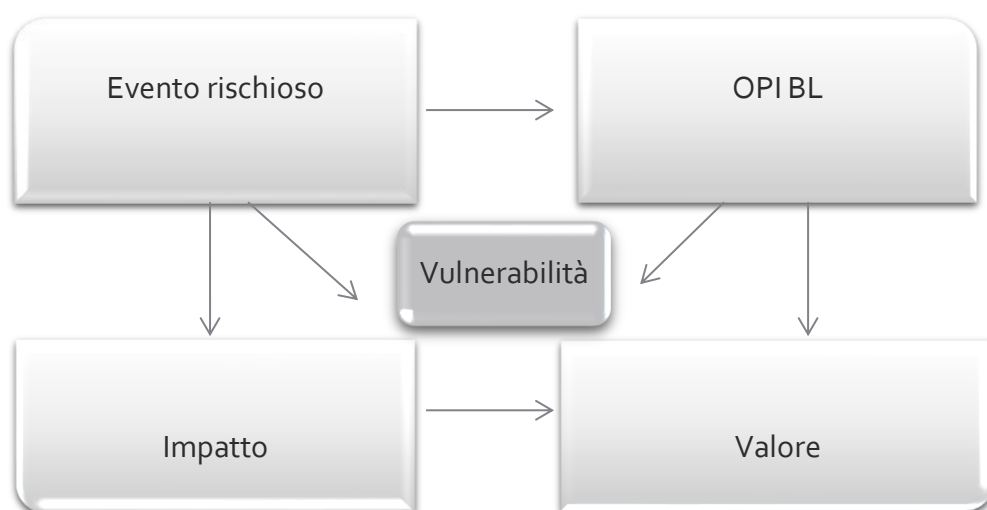 Evento rischioso
OPI BL
Vulnerabilità
Impatto
Valore